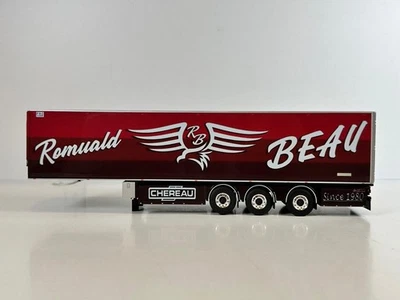 Romuald
RB
BEAU
CHEREAU
Since 1980